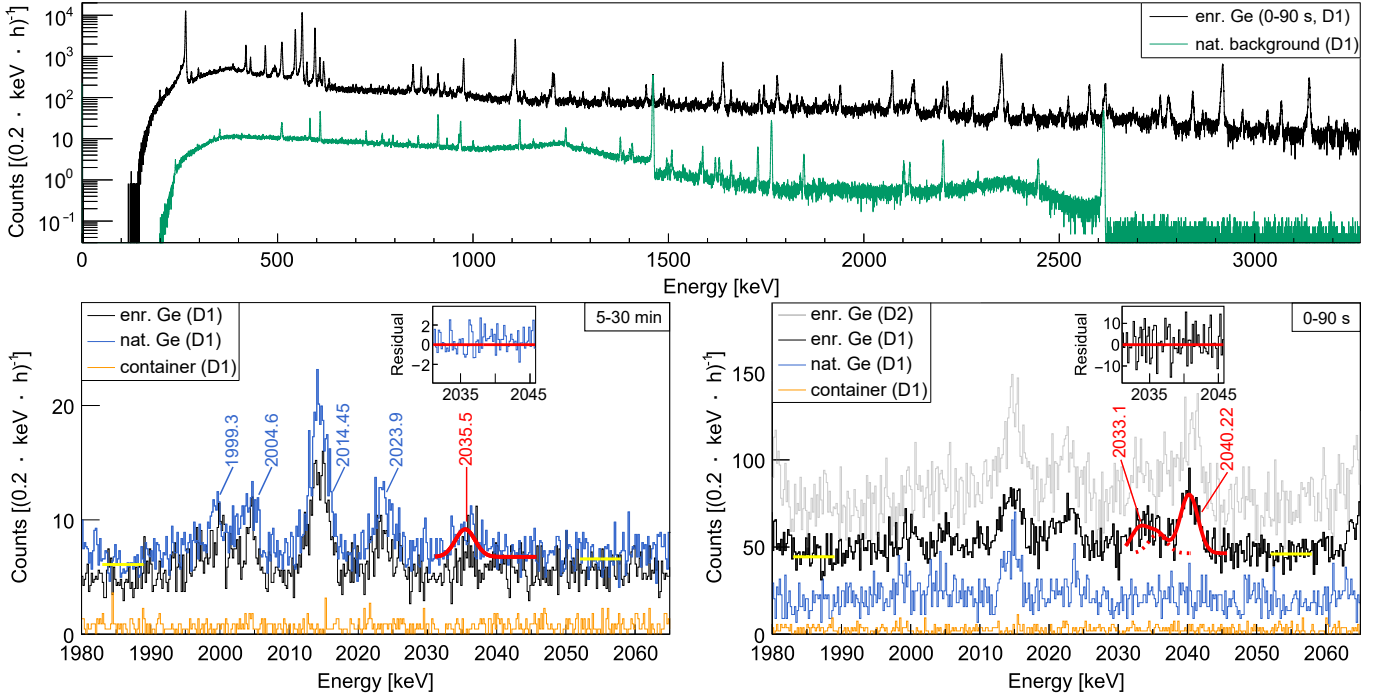 10⁴
10³
10²
10
10⁰
10⁻¹
Counts [(0.2 · keV · h)⁻¹]
enr. Ge (0-90 s, D1)
nat. background (D1)
0 500 1000 1500 2000 2500 3000
Energy [keV]
enr. Ge (D1)
nat. Ge (D1)
container (D1)
5-30 min
Residual
2
0
−2
2035 2045
1999.3
2004.6
2014.45
2023.9
2035.5
20
10
0
Counts [(0.2 · keV · h)⁻¹]
1980 1990 2000 2010 2020 2030 2040 2050 2060
Energy [keV]
enr. Ge (D2)
enr. Ge (D1)
nat. Ge (D1)
container (D1)
0-90 s
Residual
10
0
−10
2035 2045
2033.1
2040.22
150
100
50
0
Counts [(0.2 · keV · h)⁻¹]
1980 1990 2000 2010 2020 2030 2040 2050 2060
Energy [keV]